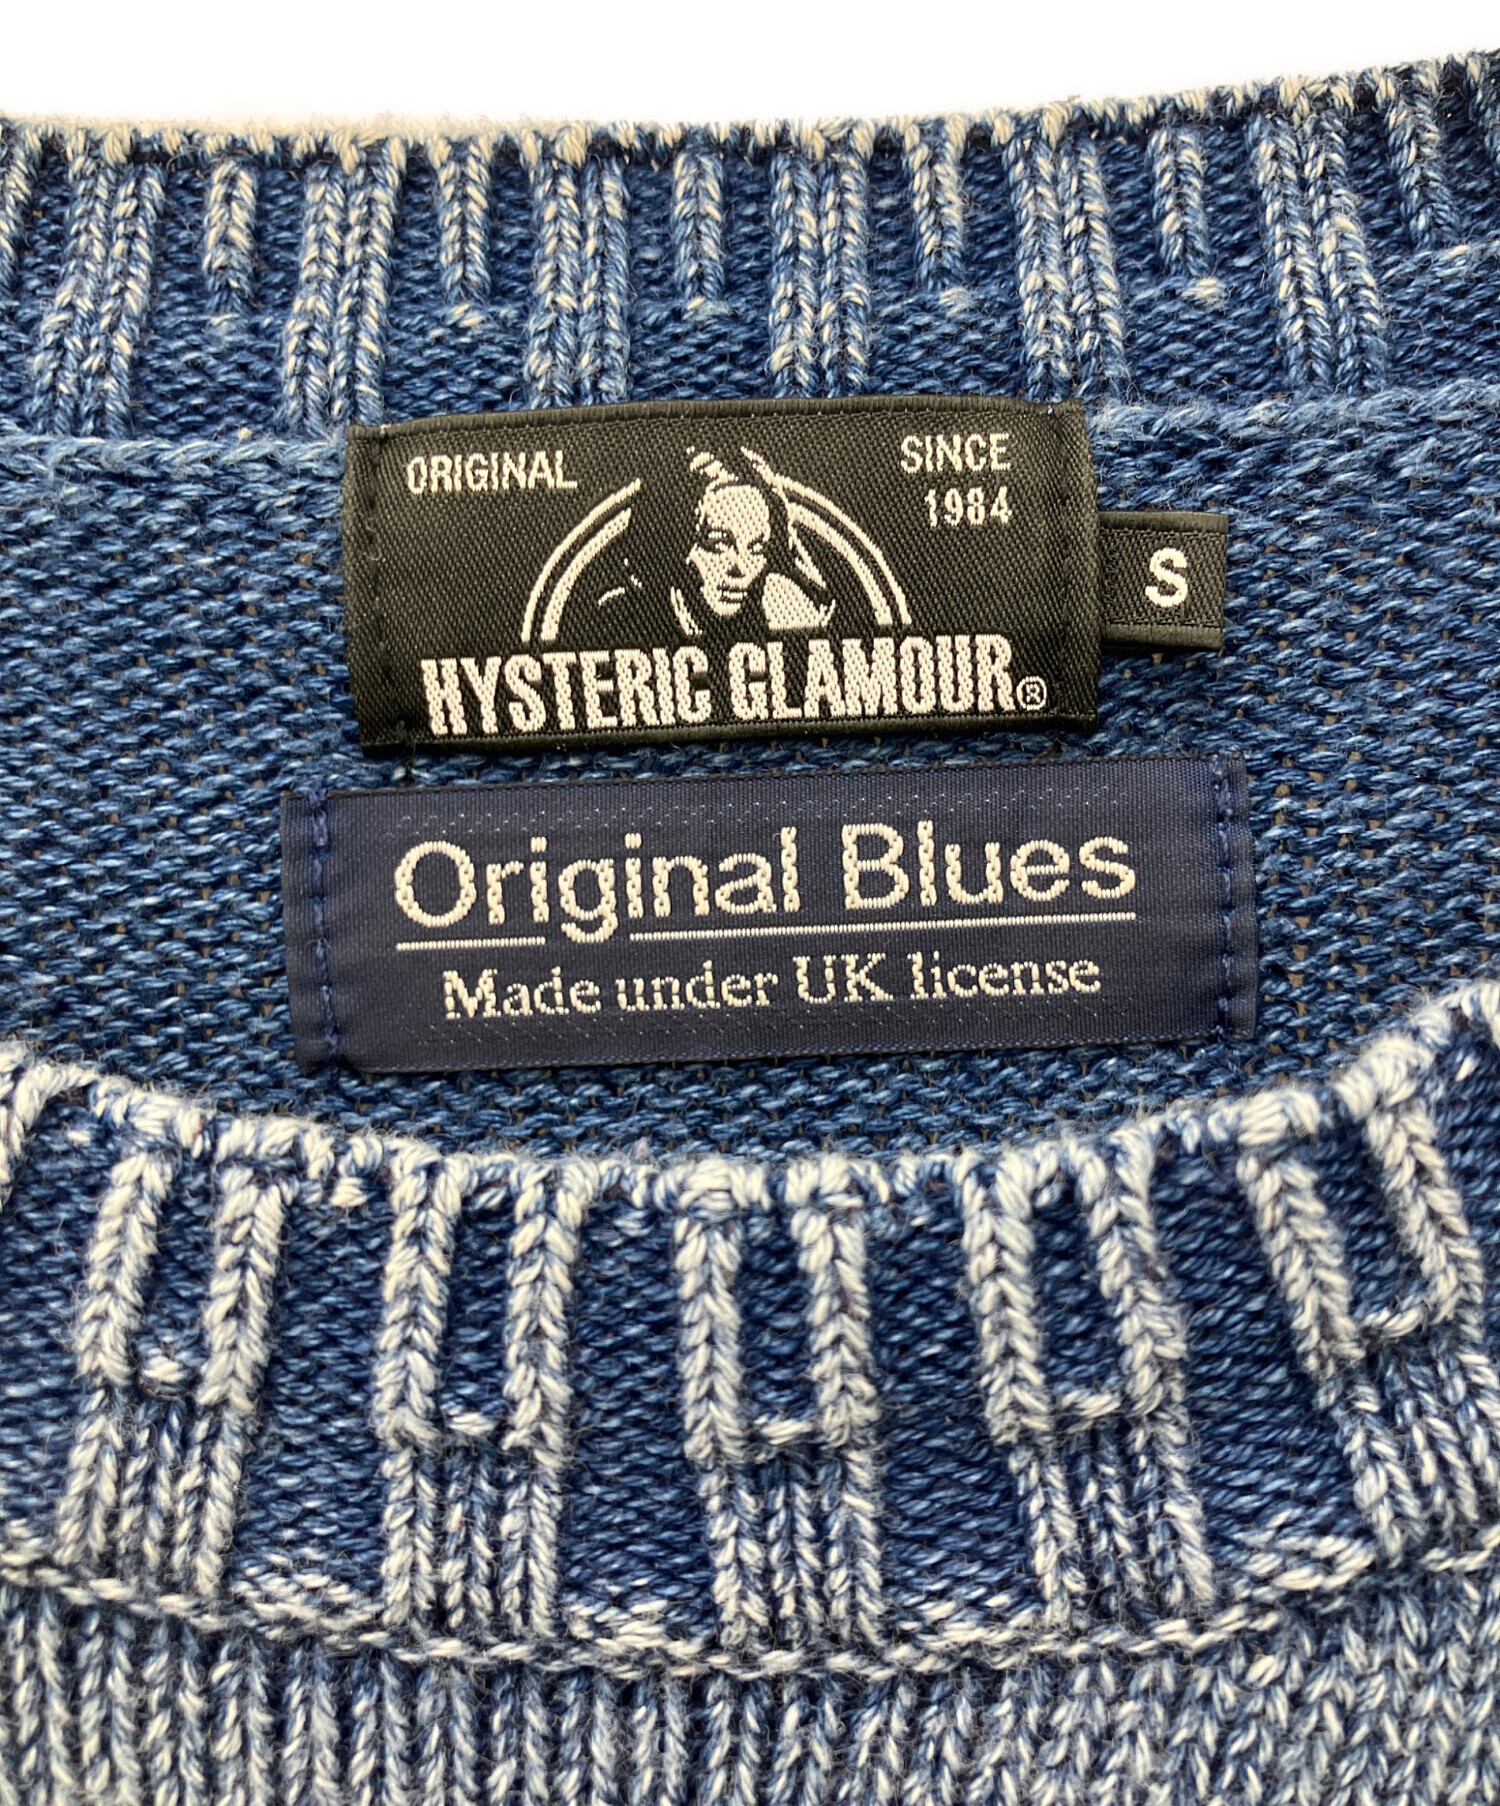 ORIGINAL
SINCE
1984
HYSTERIC GLAMOUR®
S
Original Blues
Made under UK license